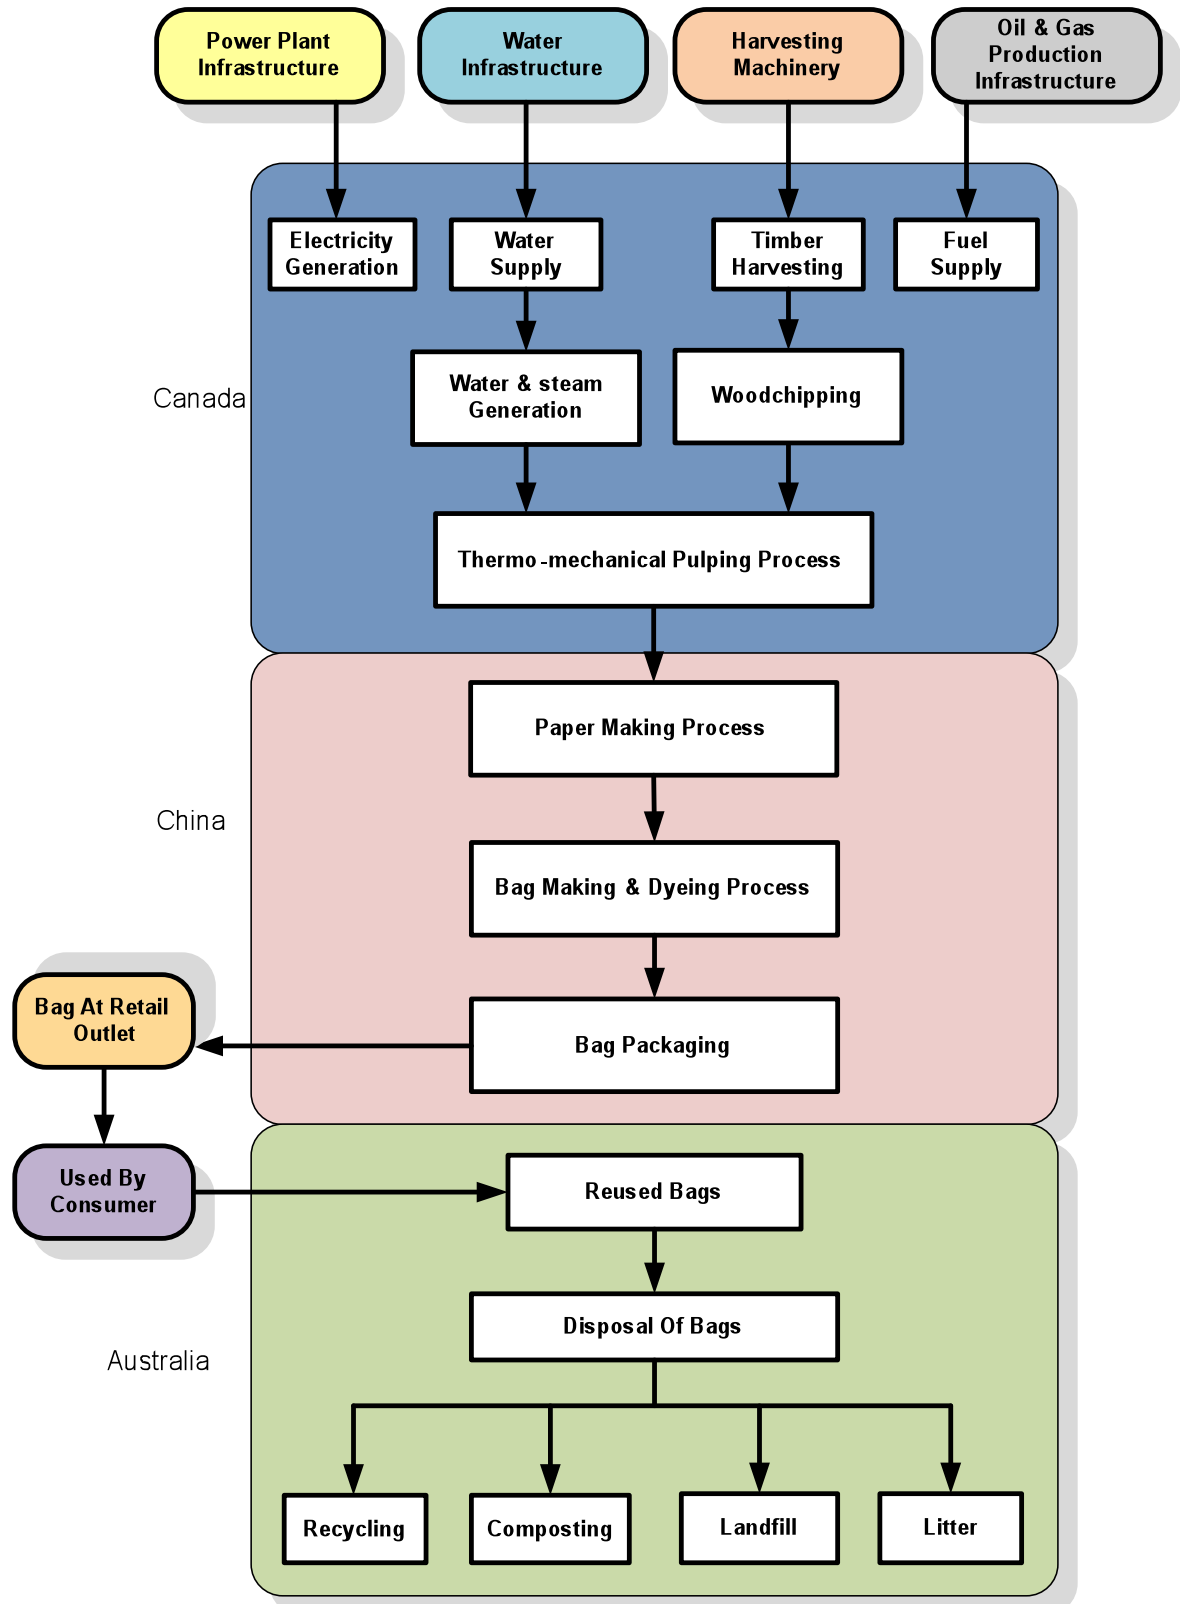 Power Plant
Infrastructure
Water
Infrastructure
Harvesting
Machinery
Oil & Gas
Production
Infrastructure
Electricity
Generation
Water
Supply
Timber
Harvesting
Fuel
Supply
Water & steam
Generation
Woodchipping
Canada
Thermo-mechanical Pulping Process
Paper Making Process
China
Bag Making & Dyeing Process
Bag At Retail
Outlet
Bag Packaging
Used By
Consumer
Reused Bags
Disposal Of Bags
Australia
Recycling
Composting
Landfill
Litter